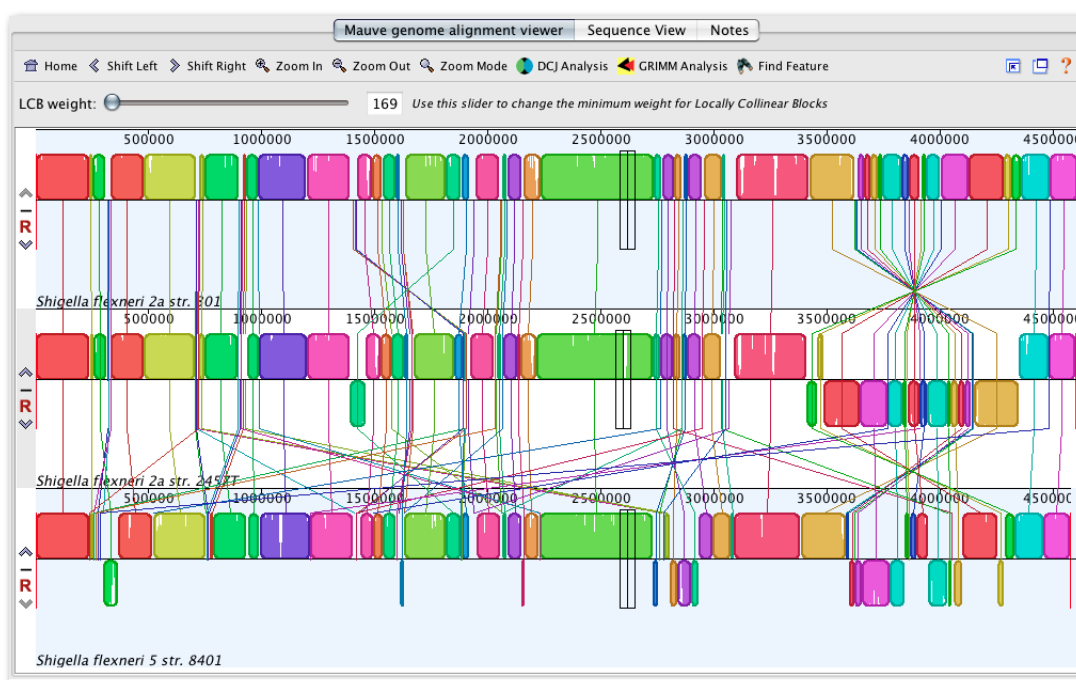 Mauve genome alignment viewer Sequence View Notes
Home Shift Left Shift Right Zoom In Zoom Out Zoom Mode DCJ Analysis GRIMM Analysis Find Feature ?
LCB weight: 169 Use this slider to change the minimum weight for Locally Collinear Blocks
500000 1000000 1500000 2000000 2500000 3000000 3500000 4000000 4500000
R
Shigella flexneri 2a str. 301
500000 1000000 1500000 2000000 2500000 3000000 3500000 4000000 4500000
R
Shigella flexneri 2a str. 2457T
500000 1000000 1500000 2000000 2500000 3000000 3500000 4000000 4500000
R
Shigella flexneri 5 str. 8401